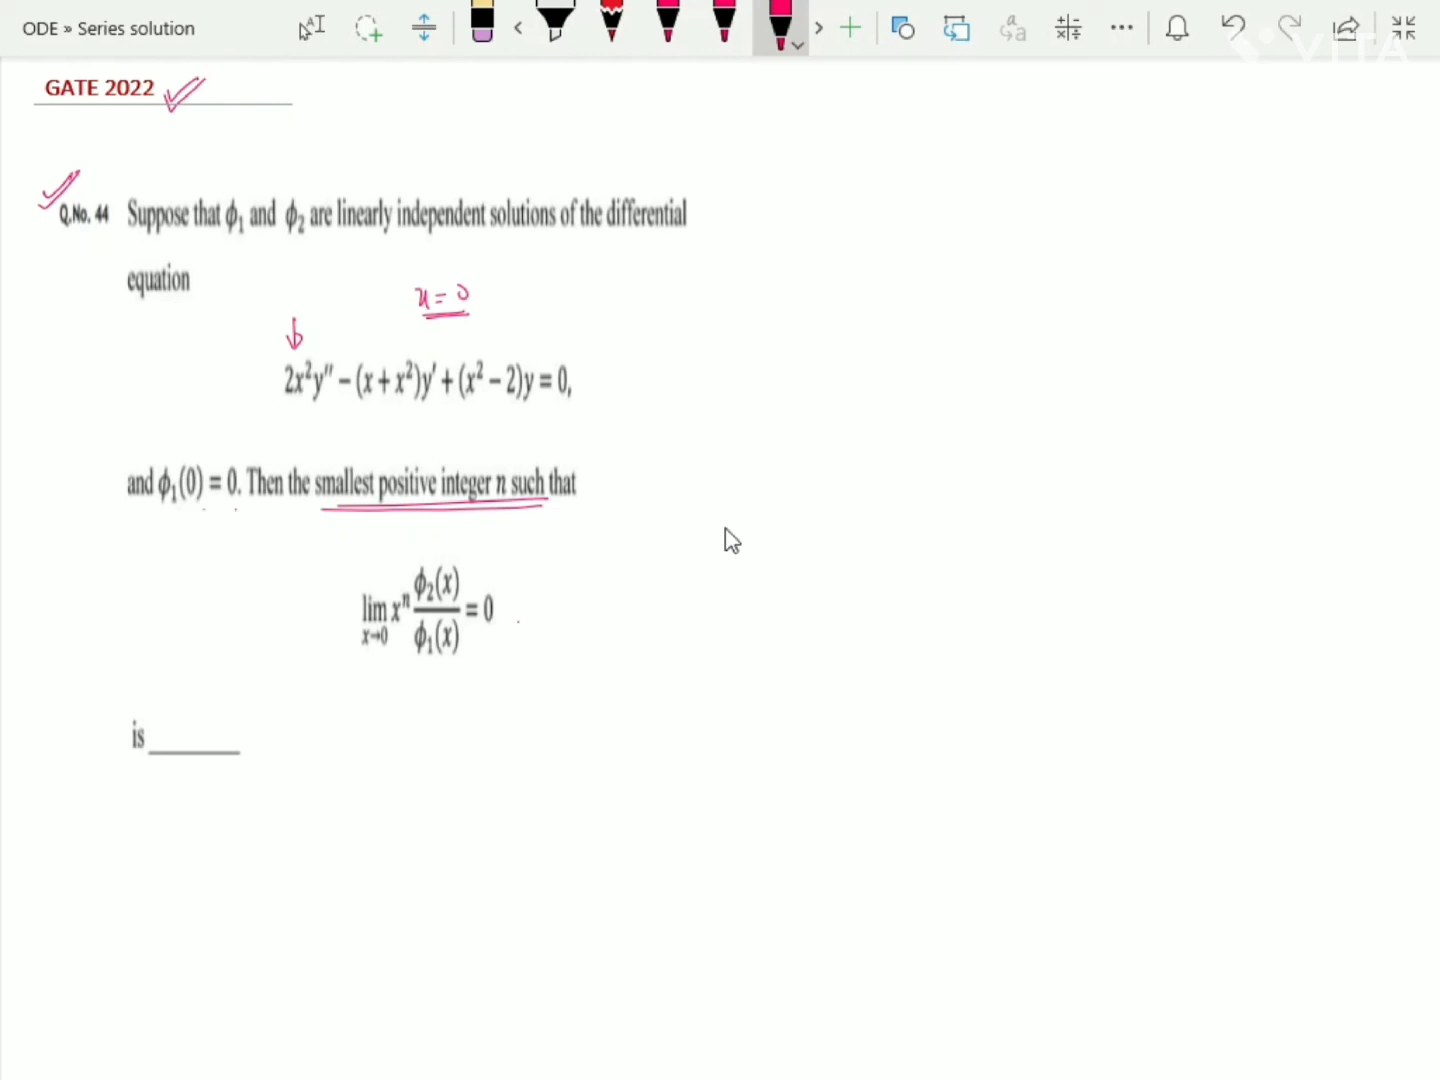 ODE » Series solution
VITA
GATE 2022
Q.No. 44 Suppose that ϕ₁ and ϕ₂ are linearly independent solutions of the differential
equation
x = 0
2x²y″ − (x + x²)y′ + (x² − 2)y = 0,
and ϕ₁(0) = 0. Then the smallest positive integer n such that
lim x→0 xⁿ ϕ₂(x)/ϕ₁(x) = 0
is ______